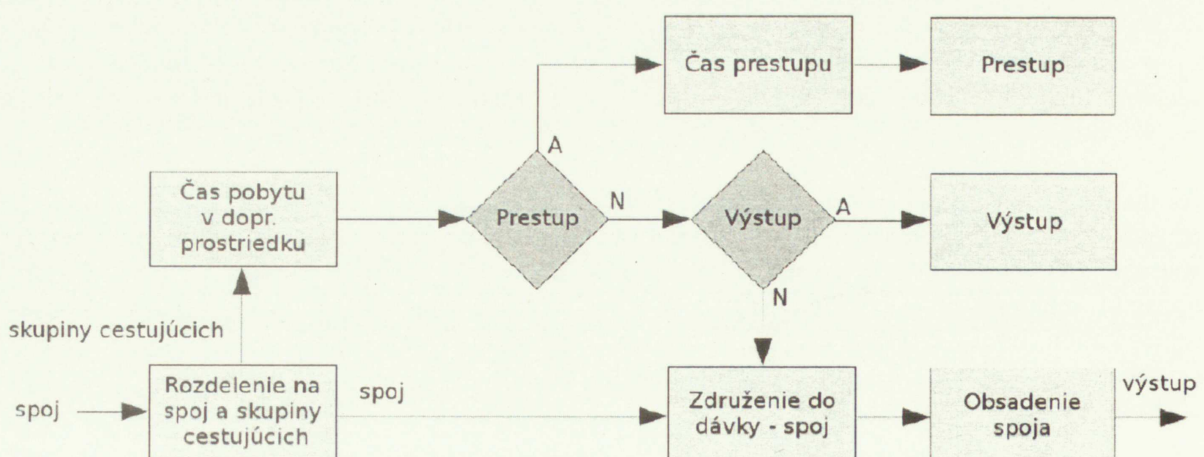 Čas prestupu
Prestup
A
Čas pobytu
v dopr.
prostriedku
Prestup
N
Výstup
A
Výstup
N
skupiny cestujúcich
spoj
Rozdelenie na
spoj a skupiny
cestujúcich
spoj
Združenie do
dávky - spoj
Obsadenie
spoja
výstup